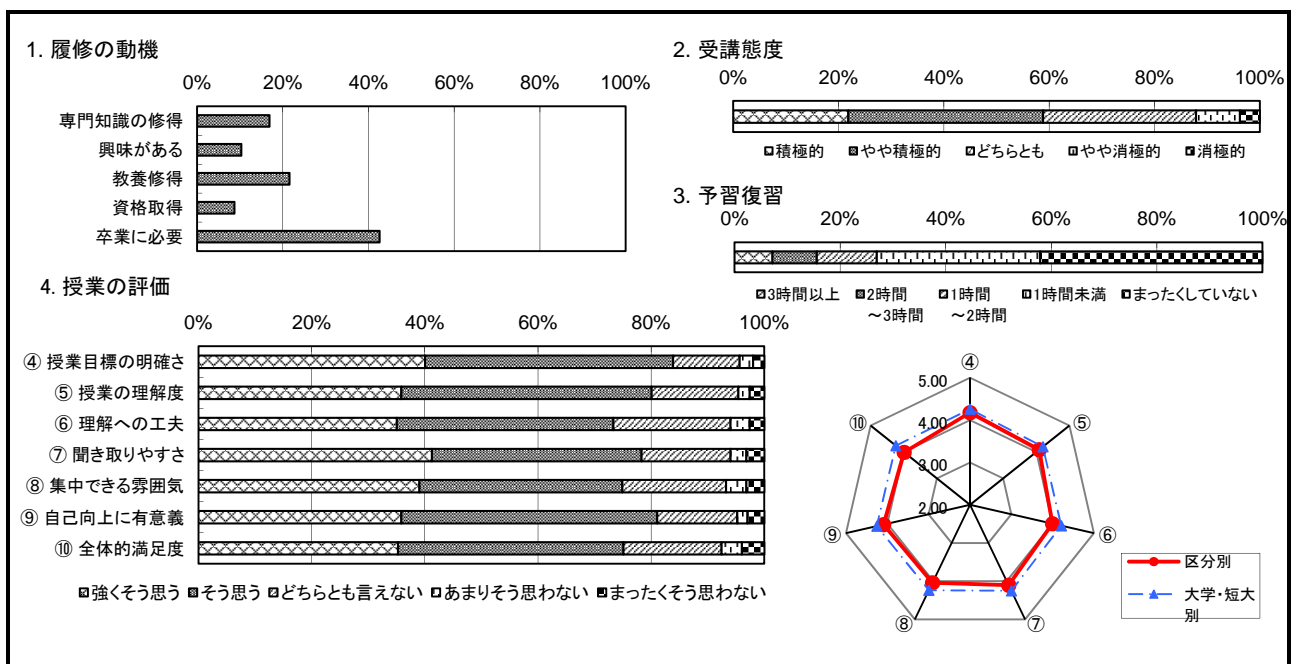 1. 履修の動機
0% 20% 40% 60% 80% 100%
専門知識の修得
興味がある
教養修得
資格取得
卒業に必要
2. 受講態度
0% 20% 40% 60% 80% 100%
積極的 やや積極的 どちらとも やや消極的 消極的
3. 予習復習
0% 20% 40% 60% 80% 100%
3時間以上 2時間 1時間 1時間未満 まったくしていない
～3時間 ～2時間
4. 授業の評価
0% 20% 40% 60% 80% 100%
④ 授業目標の明確さ
⑤ 授業の理解度
⑥ 理解への工夫
⑦ 聞き取りやすさ
⑧ 集中できる雰囲気
⑨ 自己向上に有意義
⑩ 全体的満足度
強くそう思う そう思う どちらとも言えない あまりそう思わない まったくそう思わない
④
5.00
⑩ ⑤
4.00
3.00
2.00
⑨ ⑥
⑧ ⑦
区分別
大学・短大
別